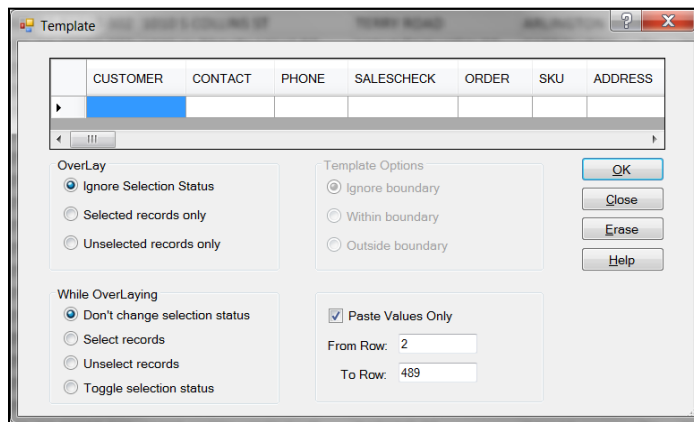 Template
CUSTOMER CONTACT PHONE SALESCHECK ORDER SKU ADDRESS
OverLay
Ignore Selection Status
Selected records only
Unselected records only
Template Options
Ignore boundary
Within boundary
Outside boundary
OK
Close
Erase
Help
While OverLaying
Don't change selection status
Select records
Unselect records
Toggle selection status
Paste Values Only
From Row: 2
To Row: 489